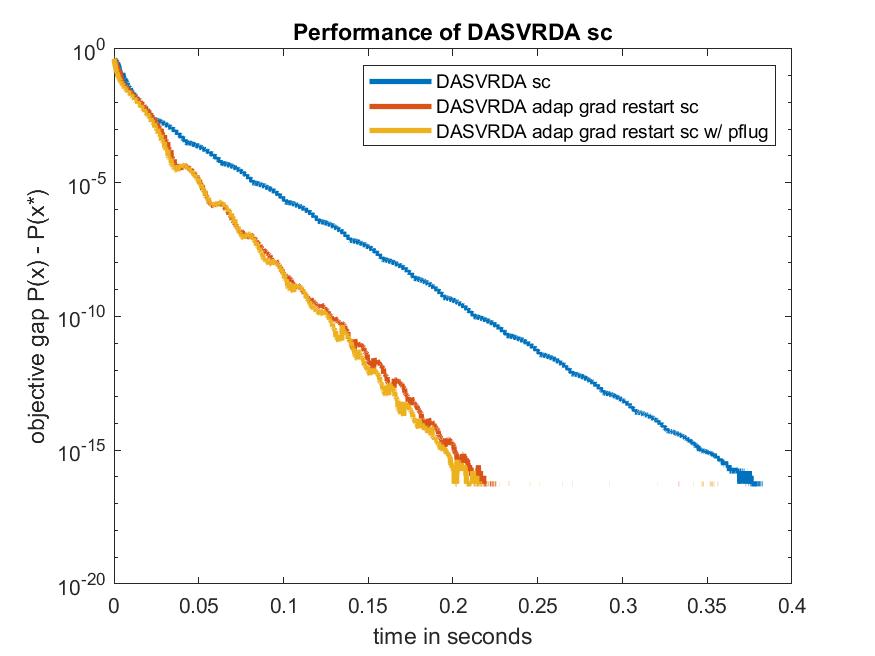 Performance of DASVRDA sc
DASVRDA sc
DASVRDA adap grad restart sc
DASVRDA adap grad restart sc w/ pflug
objective gap P(x) - P(x*)
10^0
10^-5
10^-10
10^-15
10^-20
0 0.05 0.1 0.15 0.2 0.25 0.3 0.35 0.4
time in seconds